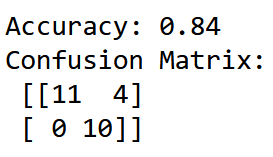 Accuracy: 0.84
Confusion Matrix:
 [[11  4]
 [ 0 10]]